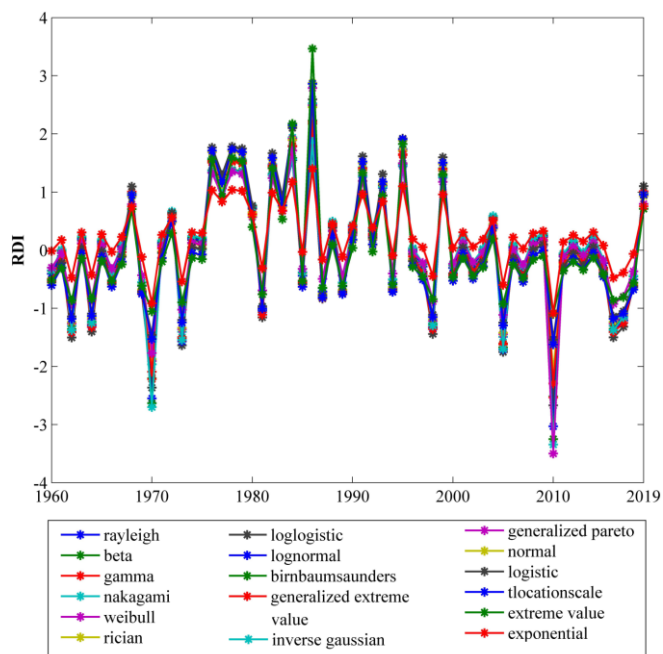 4
3
2
1
0
-1
-2
-3
-4
RDI
1960 1970 1980 1990 2000 2010 2019
rayleigh
beta
gamma
nakagami
weibull
rician
loglogistic
lognormal
birnbaumsaunders
generalized extreme
value
inverse gaussian
generalized pareto
normal
logistic
tlocationscale
extreme value
exponential